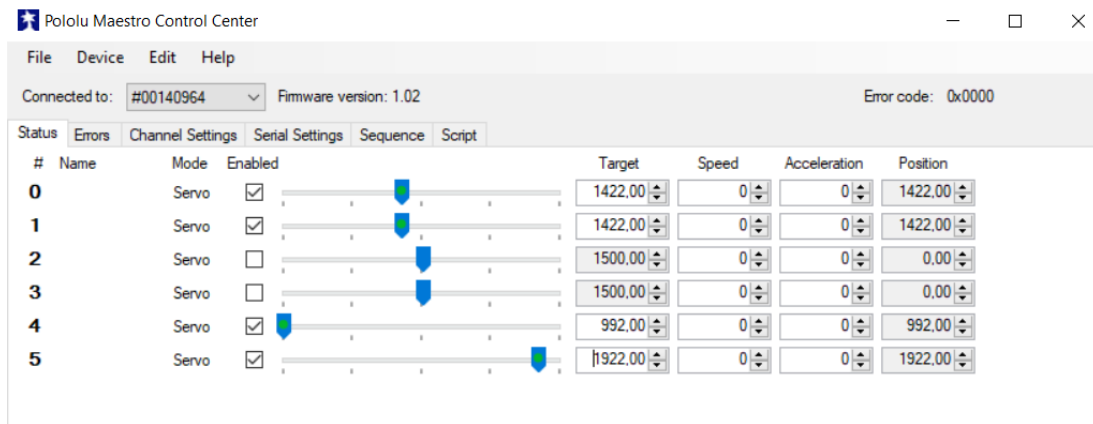 Pololu Maestro Control Center
File Device Edit Help
Connected to: #00140964 Firmware version: 1.02 Error code: 0x0000
Status Errors Channel Settings Serial Settings Sequence Script
# Name Mode Enabled Target Speed Acceleration Position
0 Servo 1422,00 0 0 1422,00
1 Servo 1422,00 0 0 1422,00
2 Servo 1500,00 0 0 0,00
3 Servo 1500,00 0 0 0,00
4 Servo 992,00 0 0 992,00
5 Servo 1922,00 0 0 1922,00